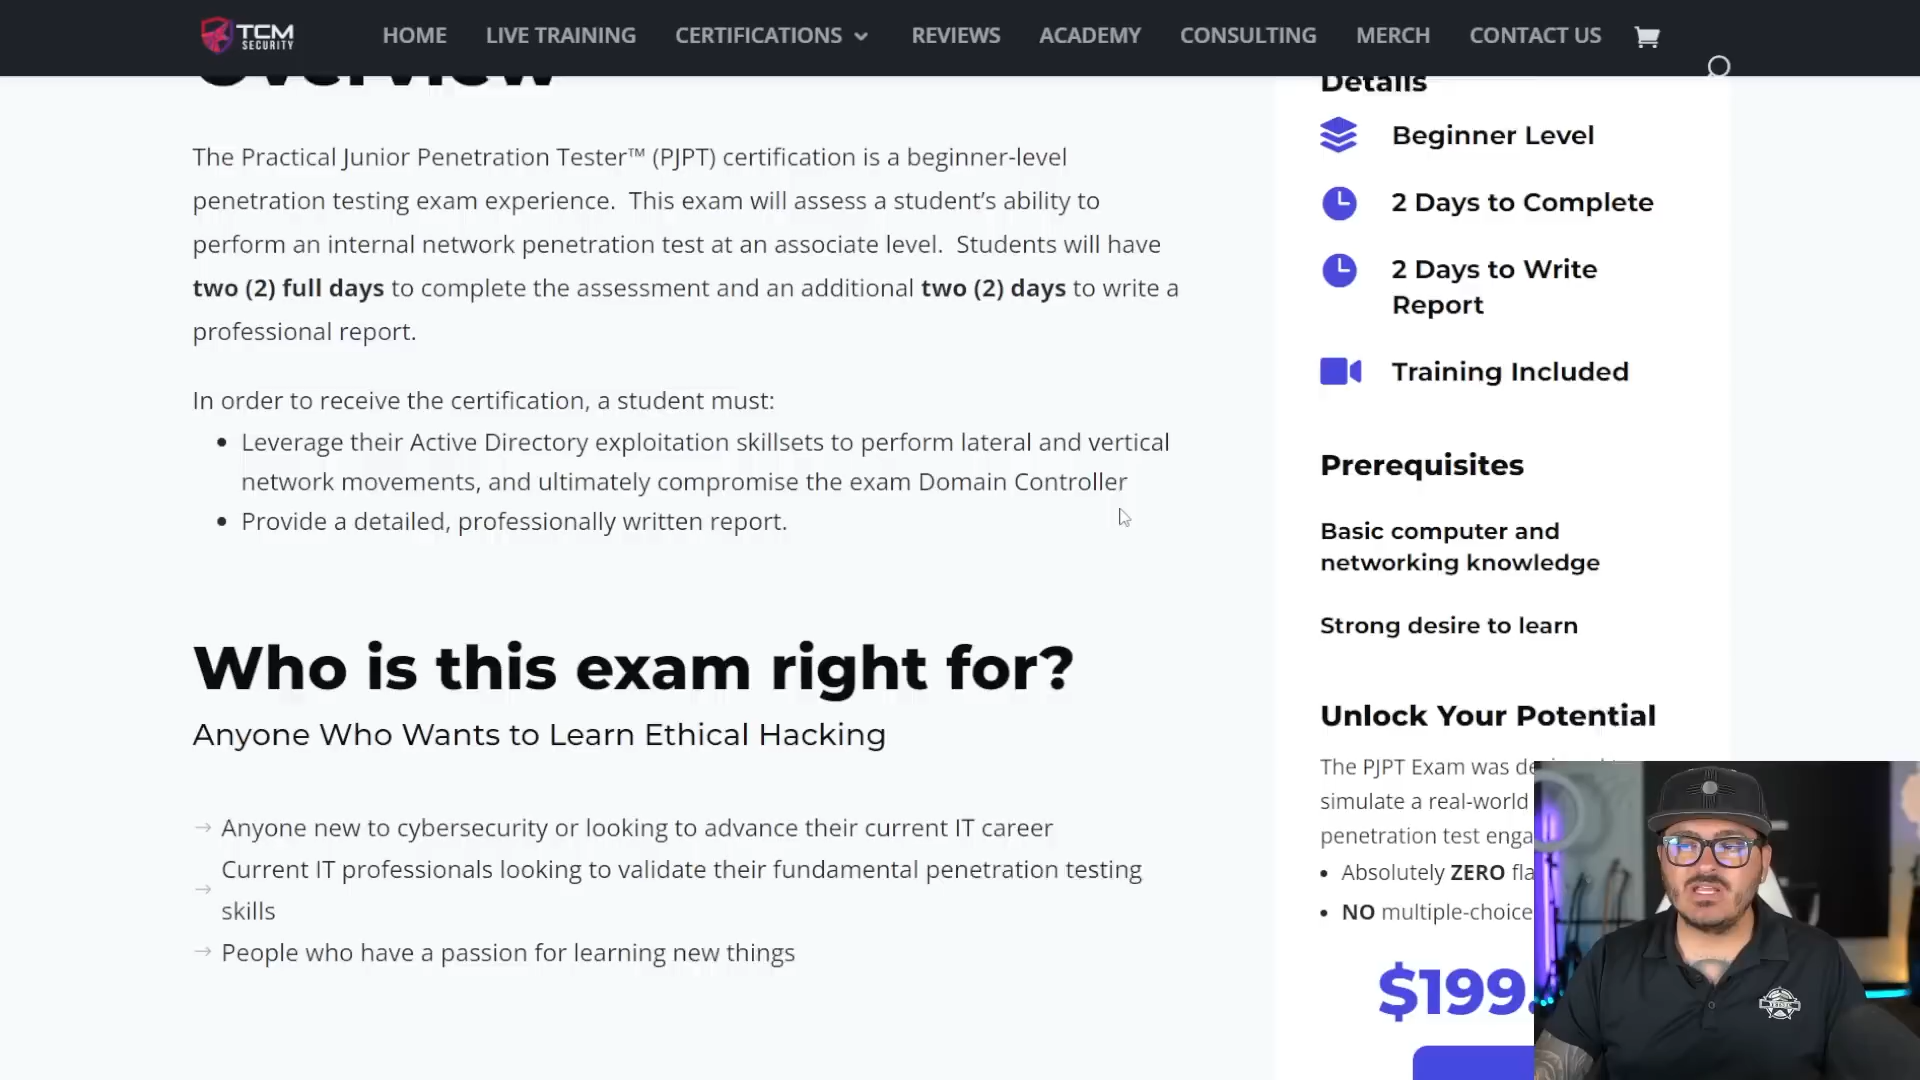 TCM
SECURITY
HOME
LIVE TRAINING
CERTIFICATIONS
REVIEWS
ACADEMY
CONSULTING
MERCH
CONTACT US
Overview
The Practical Junior Penetration Tester™ (PJPT) certification is a beginner-level
penetration testing exam experience. This exam will assess a student’s ability to
perform an internal network penetration test at an associate level. Students will have
two (2) full days to complete the assessment and an additional two (2) days to write a
professional report.
In order to receive the certification, a student must:
• Leverage their Active Directory exploitation skillsets to perform lateral and vertical
network movements, and ultimately compromise the exam Domain Controller
• Provide a detailed, professionally written report.
Who is this exam right for?
Anyone Who Wants to Learn Ethical Hacking
→ Anyone new to cybersecurity or looking to advance their current IT career
→ Current IT professionals looking to validate their fundamental penetration testing
skills
→ People who have a passion for learning new things
Details
Beginner Level
2 Days to Complete
2 Days to Write
Report
Training Included
Prerequisites
Basic computer and
networking knowledge
Strong desire to learn
Unlock Your Potential
The PJPT Exam was
simulate a real-world
penetration test
• Absolutely ZERO
• NO multiple-choice
$199.